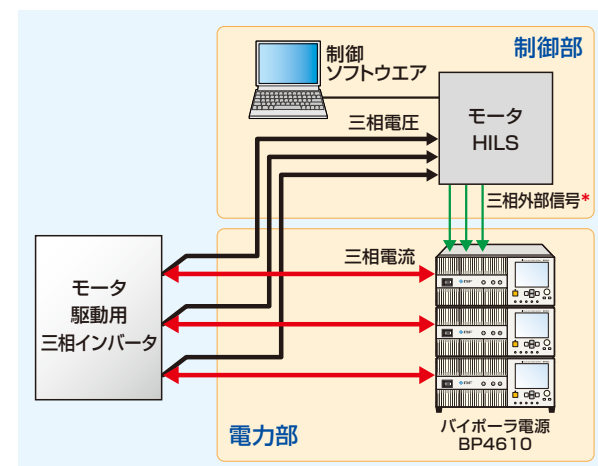 制御部
制御
ソフトウエア
モータ
HILS
三相電圧
三相外部信号*
三相電流
モータ
駆動用
三相インバータ
電力部
バイポーラ電源
BP4610